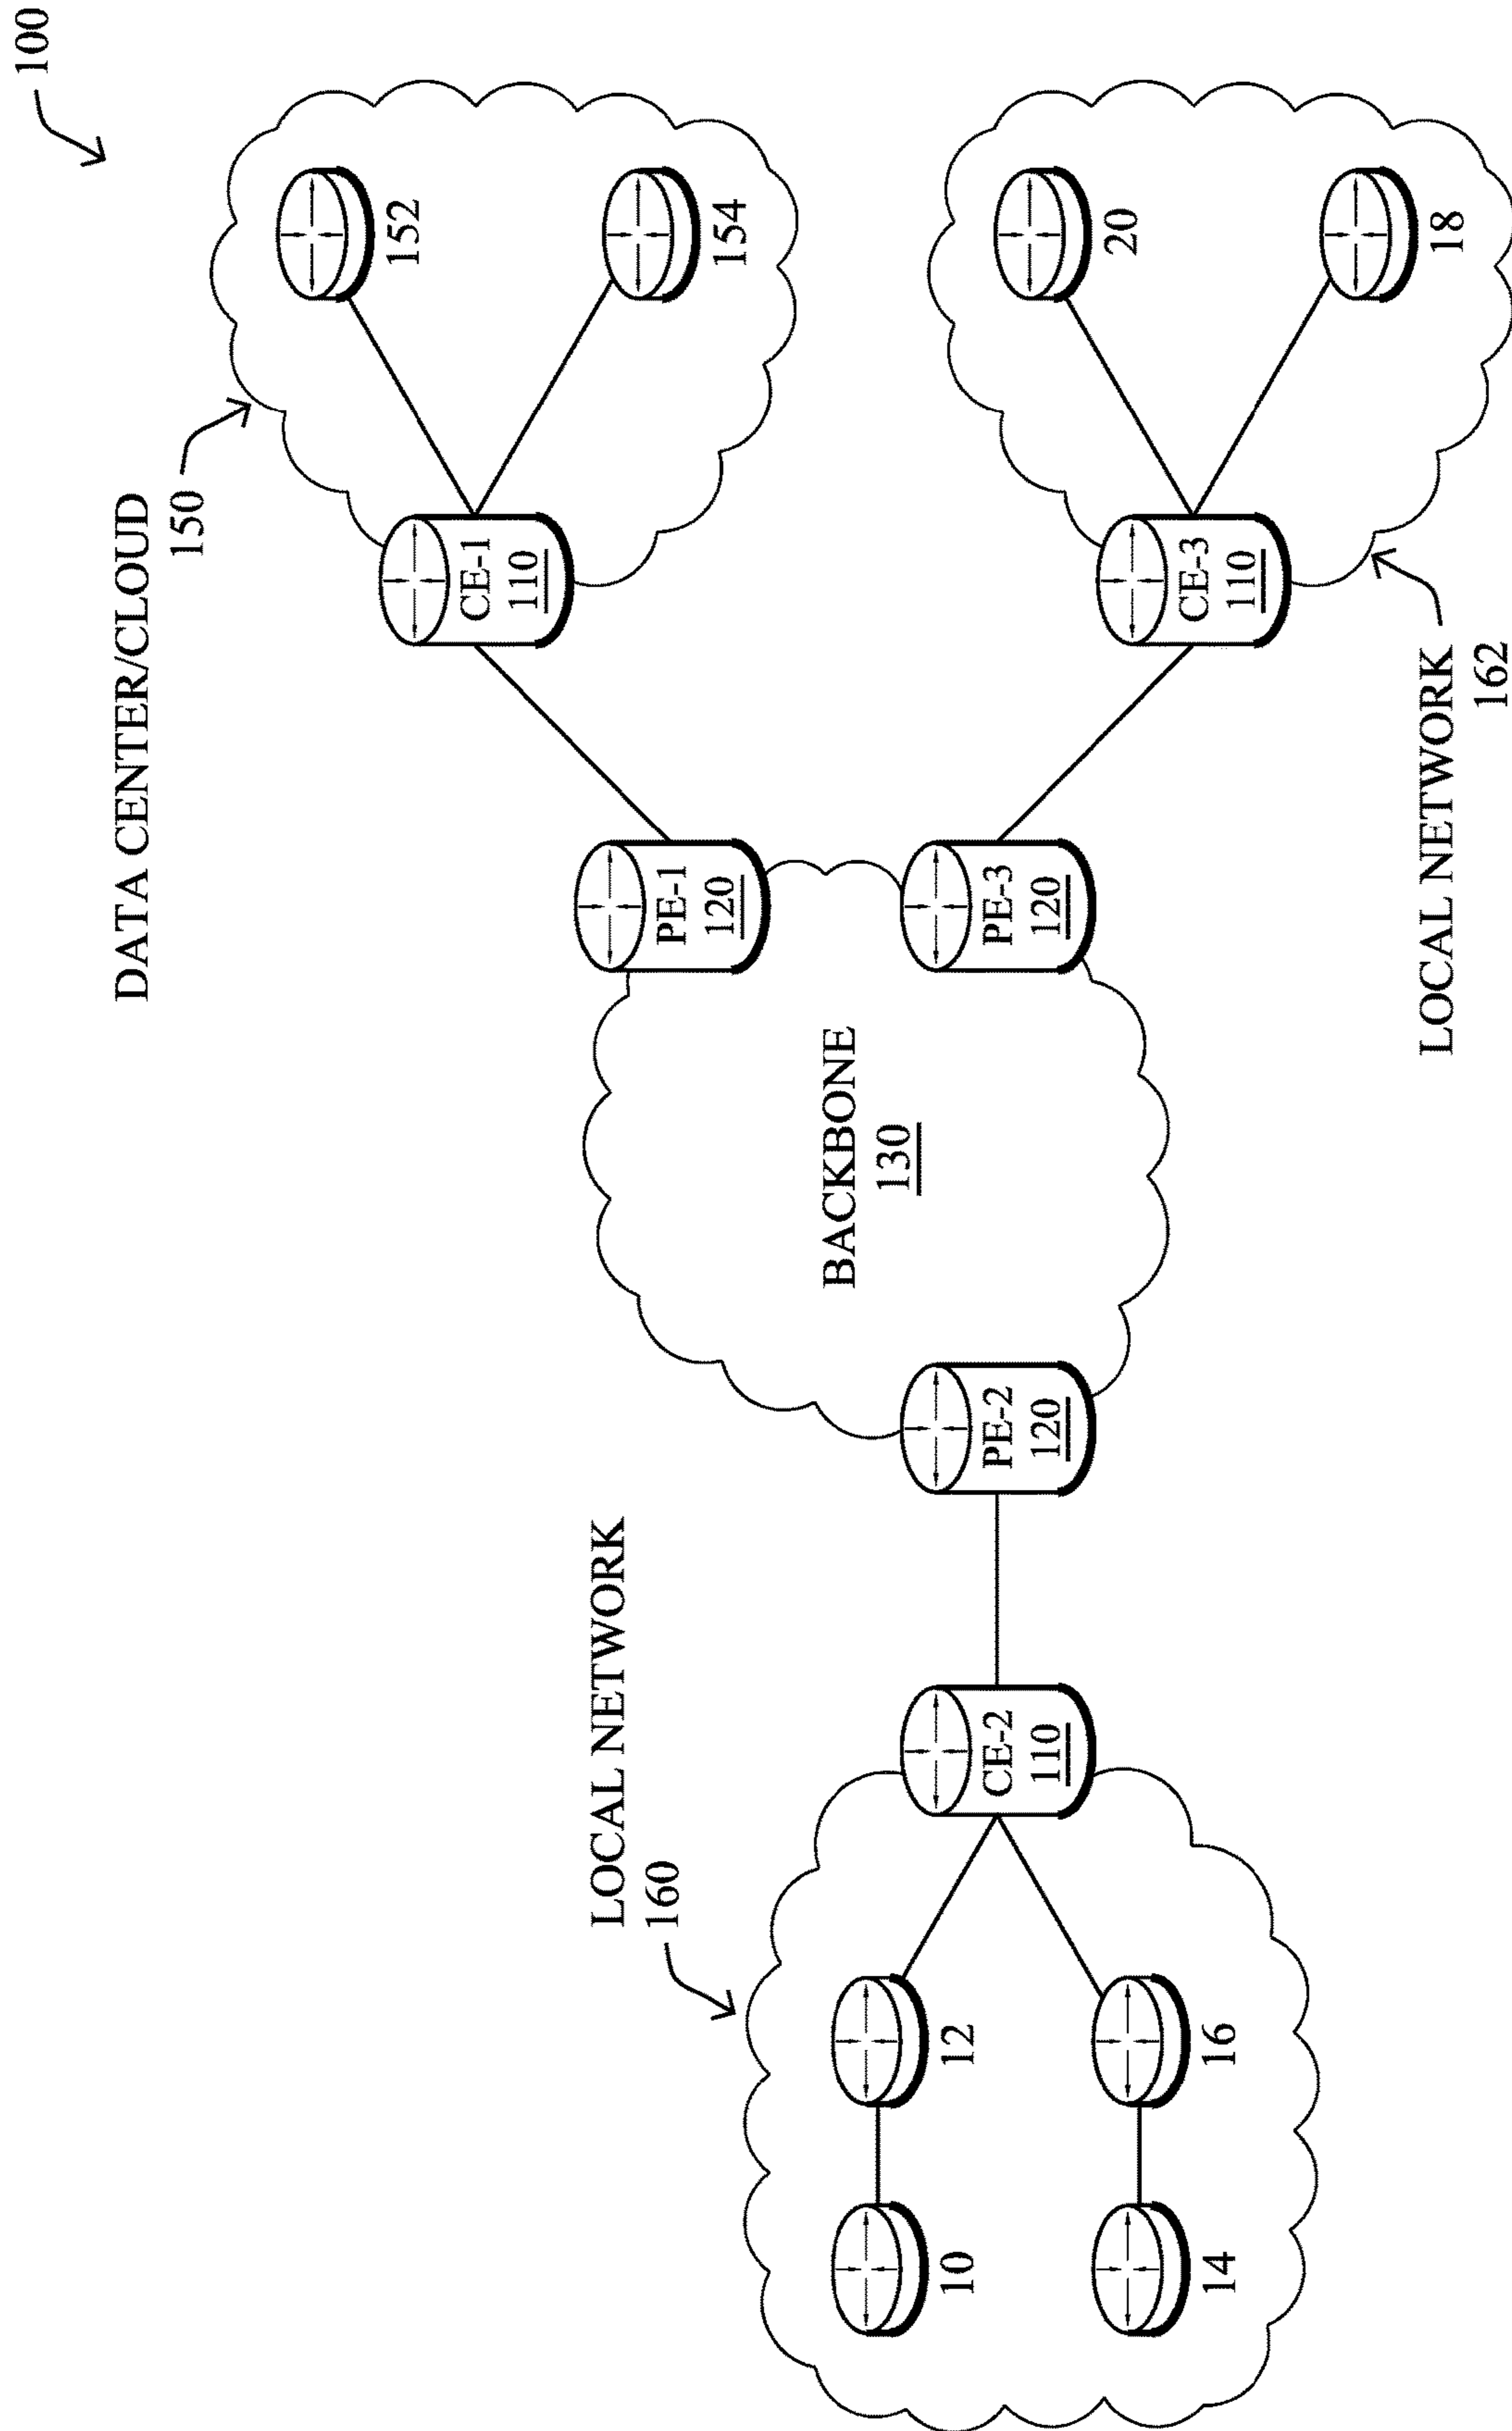 100
DATA CENTER/CLOUD
150
152
154
CE-1
110
PE-1
120
LOCAL NETWORK
160
10
12
14
16
CE-2
110
PE-2
120
BACKBONE
130
PE-3
120
CE-3
110
20
18
LOCAL NETWORK
162